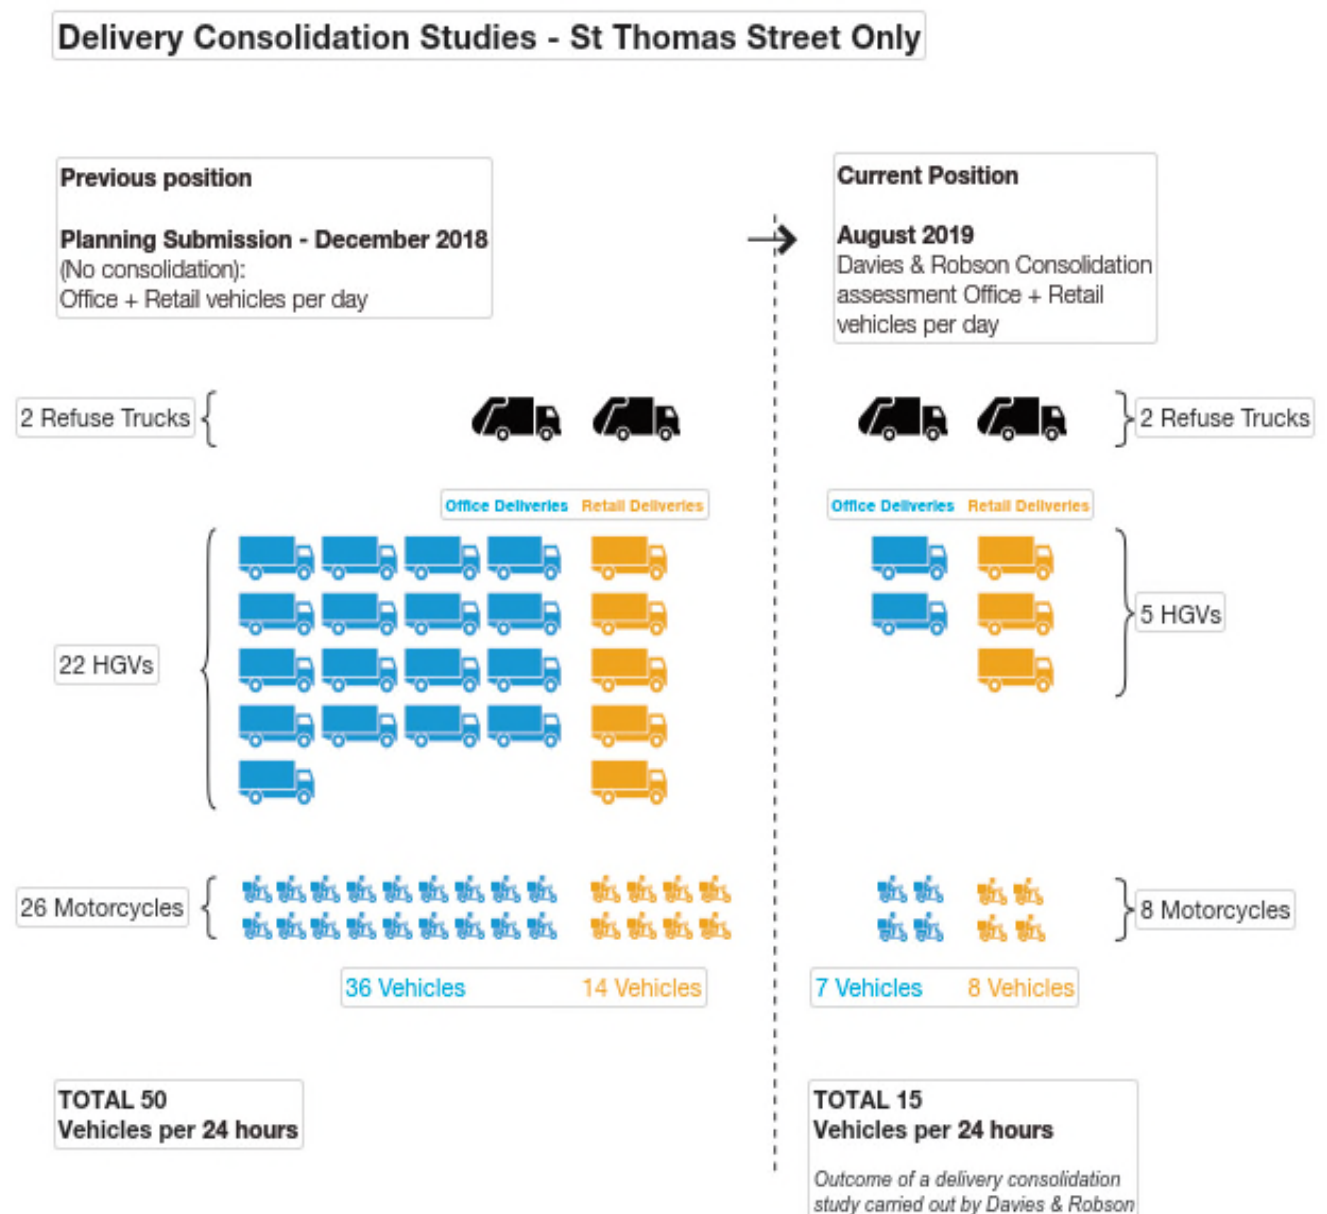 Delivery Consolidation Studies - St Thomas Street Only
Previous position
Planning Submission - December 2018
(No consolidation):
Office + Retail vehicles per day
Current Position
August 2019
Davies & Robson Consolidation
assessment Office + Retail
vehicles per day
2 Refuse Trucks
2 Refuse Trucks
Office Deliveries Retail Deliveries
Office Deliveries Retail Deliveries
22 HGVs
5 HGVs
26 Motorcycles
8 Motorcycles
36 Vehicles 14 Vehicles
7 Vehicles 8 Vehicles
TOTAL 50
Vehicles per 24 hours
TOTAL 15
Vehicles per 24 hours
Outcome of a delivery consolidation
study carried out by Davies & Robson